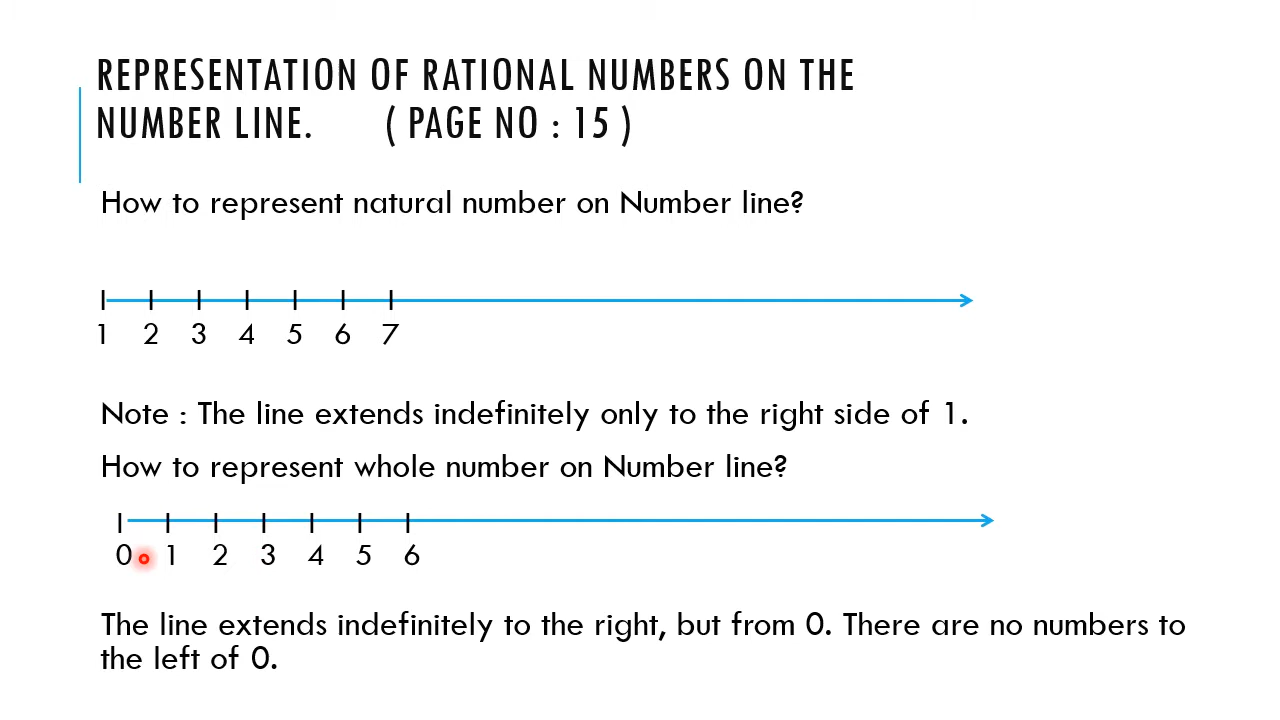 REPRESENTATION OF RATIONAL NUMBERS ON THE
NUMBER LINE. ( PAGE NO : 15 )
How to represent natural number on Number line?
1 2 3 4 5 6 7
Note : The line extends indefinitely only to the right side of 1.
How to represent whole number on Number line?
0 1 2 3 4 5 6
The line extends indefinitely to the right, but from 0. There are no numbers to
the left of 0.